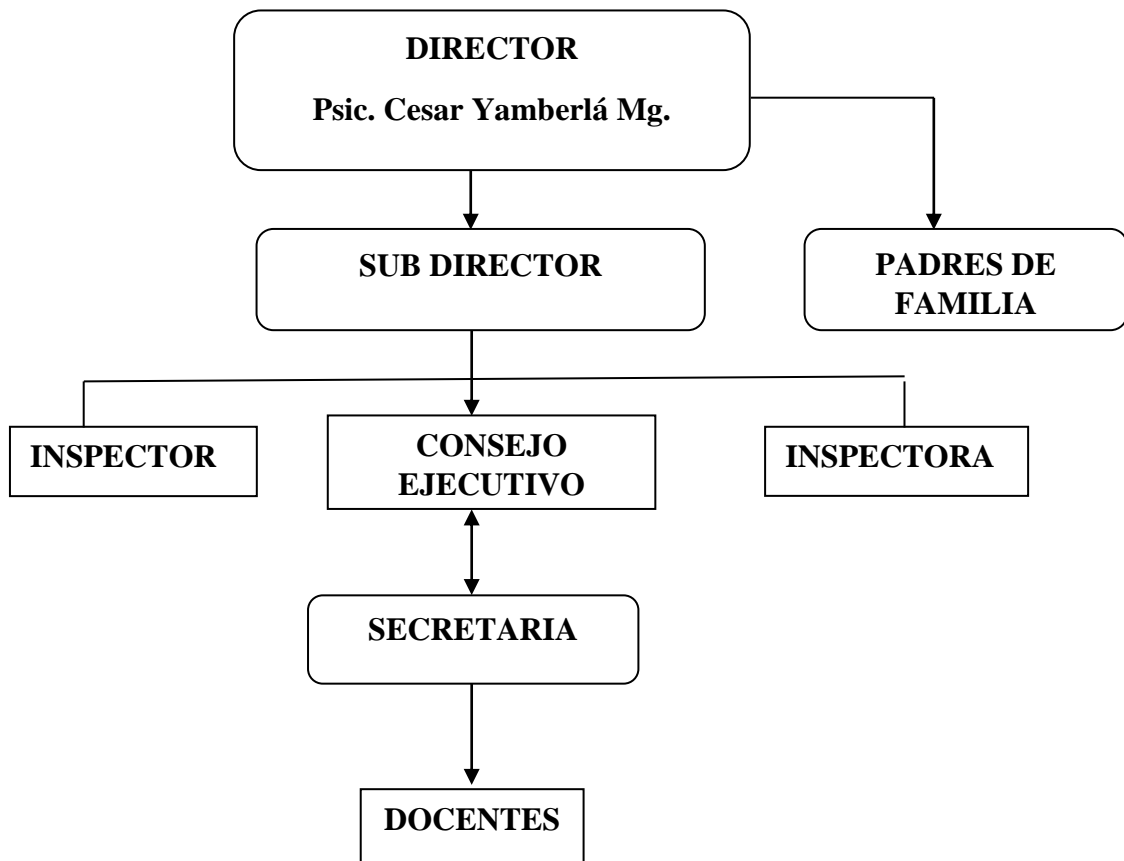 DIRECTOR
Psic. Cesar Yamberlá Mg.
SUB DIRECTOR
PADRES DE
FAMILIA
INSPECTOR
CONSEJO
EJECUTIVO
INSPECTORA
SECRETARIA
DOCENTES